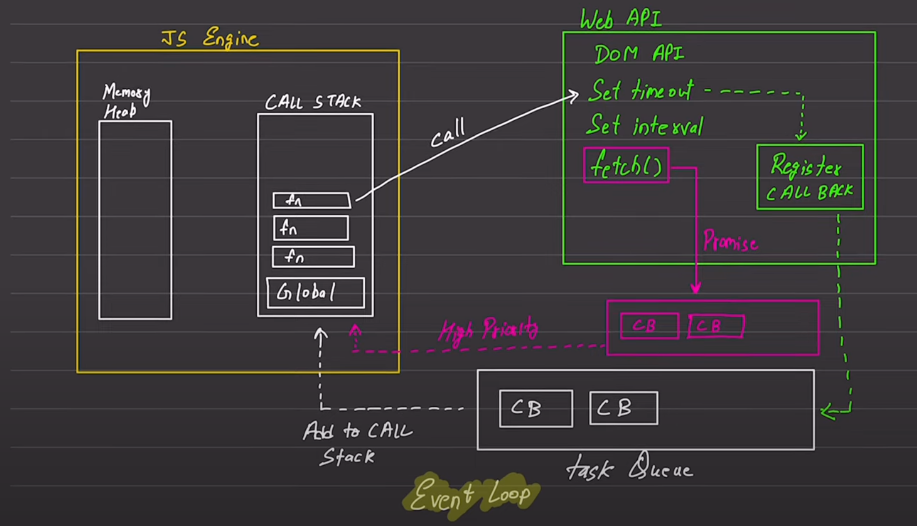 JS Engine
Memory
Heab
CALL STACK
fn
fn
fn
Global
call
Web API
DOM API
Set timeout
Set interval
fetch()
Register
CALL BACK
Promise
High Priority
CB
CB
CB
CB
Add to CALL
Stack
task Queue
Event Loop